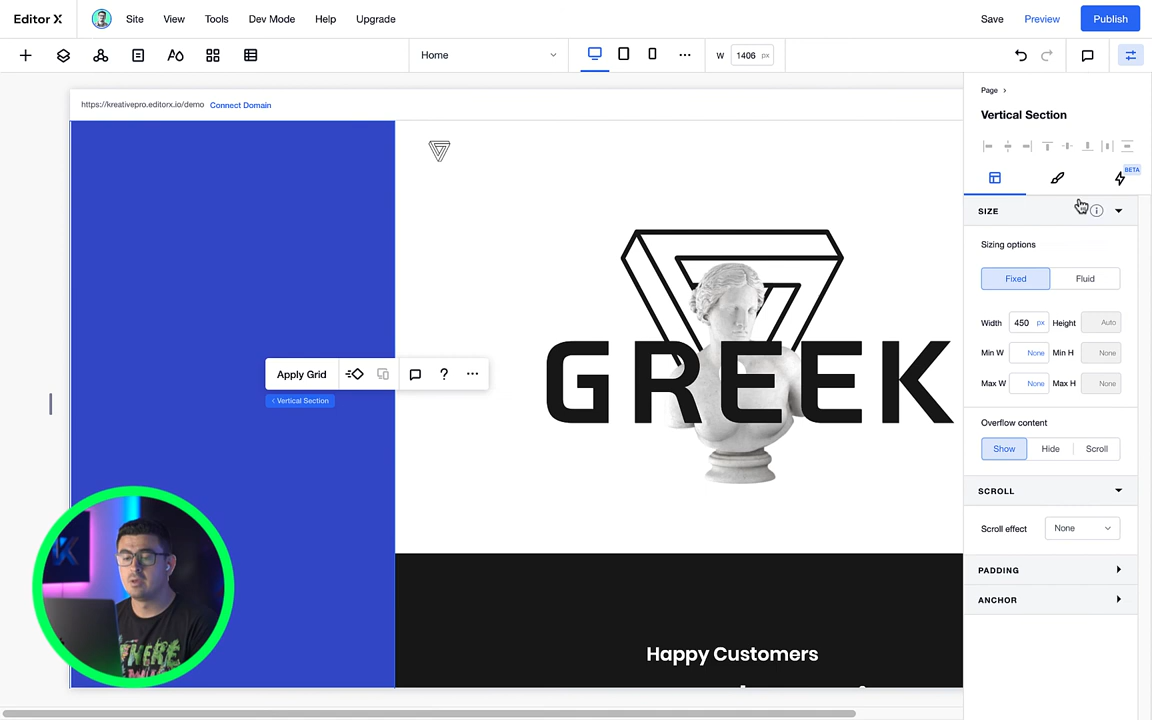 Editor X
Site
View
Tools
Dev Mode
Help
Upgrade
Save
Preview
Publish
Home
W
1406 px
https://kreativepro.editorx.io/demo
Connect Domain
Page >
Vertical Section
BETA
SIZE
Sizing options
Fixed
Fluid
Width
450 px
Height
Auto
Min W
None
Min H
None
Max W
None
Max H
None
Overflow content
Show
Hide
Scroll
SCROLL
Scroll effect
None
PADDING
ANCHOR
Apply Grid
?
< Vertical Section
GREEK
Happy Customers